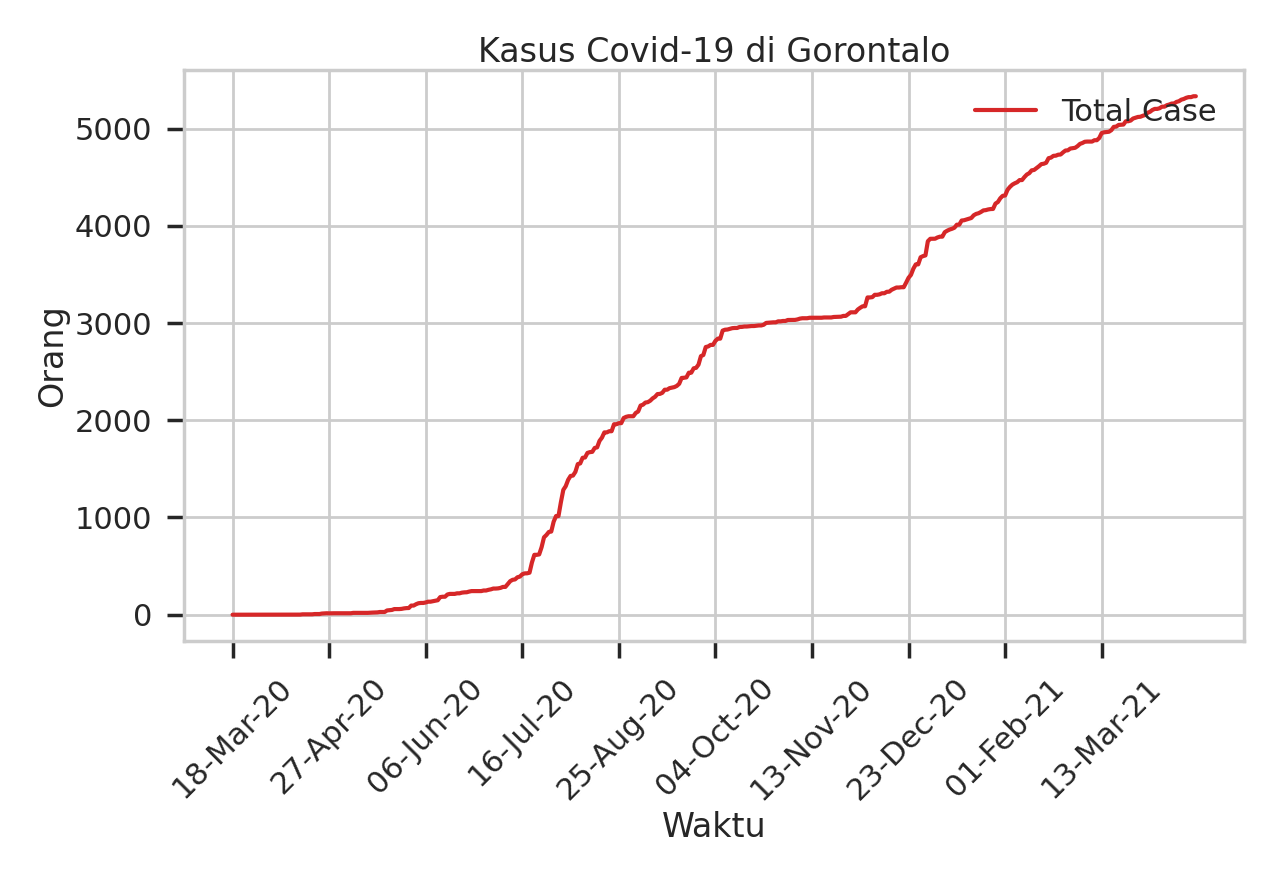 Kasus Covid-19 di Gorontalo
Total Case
Orang
5000
4000
3000
2000
1000
0
18-Mar-20
27-Apr-20
06-Jun-20
16-Jul-20
25-Aug-20
04-Oct-20
13-Nov-20
23-Dec-20
01-Feb-21
13-Mar-21
Waktu